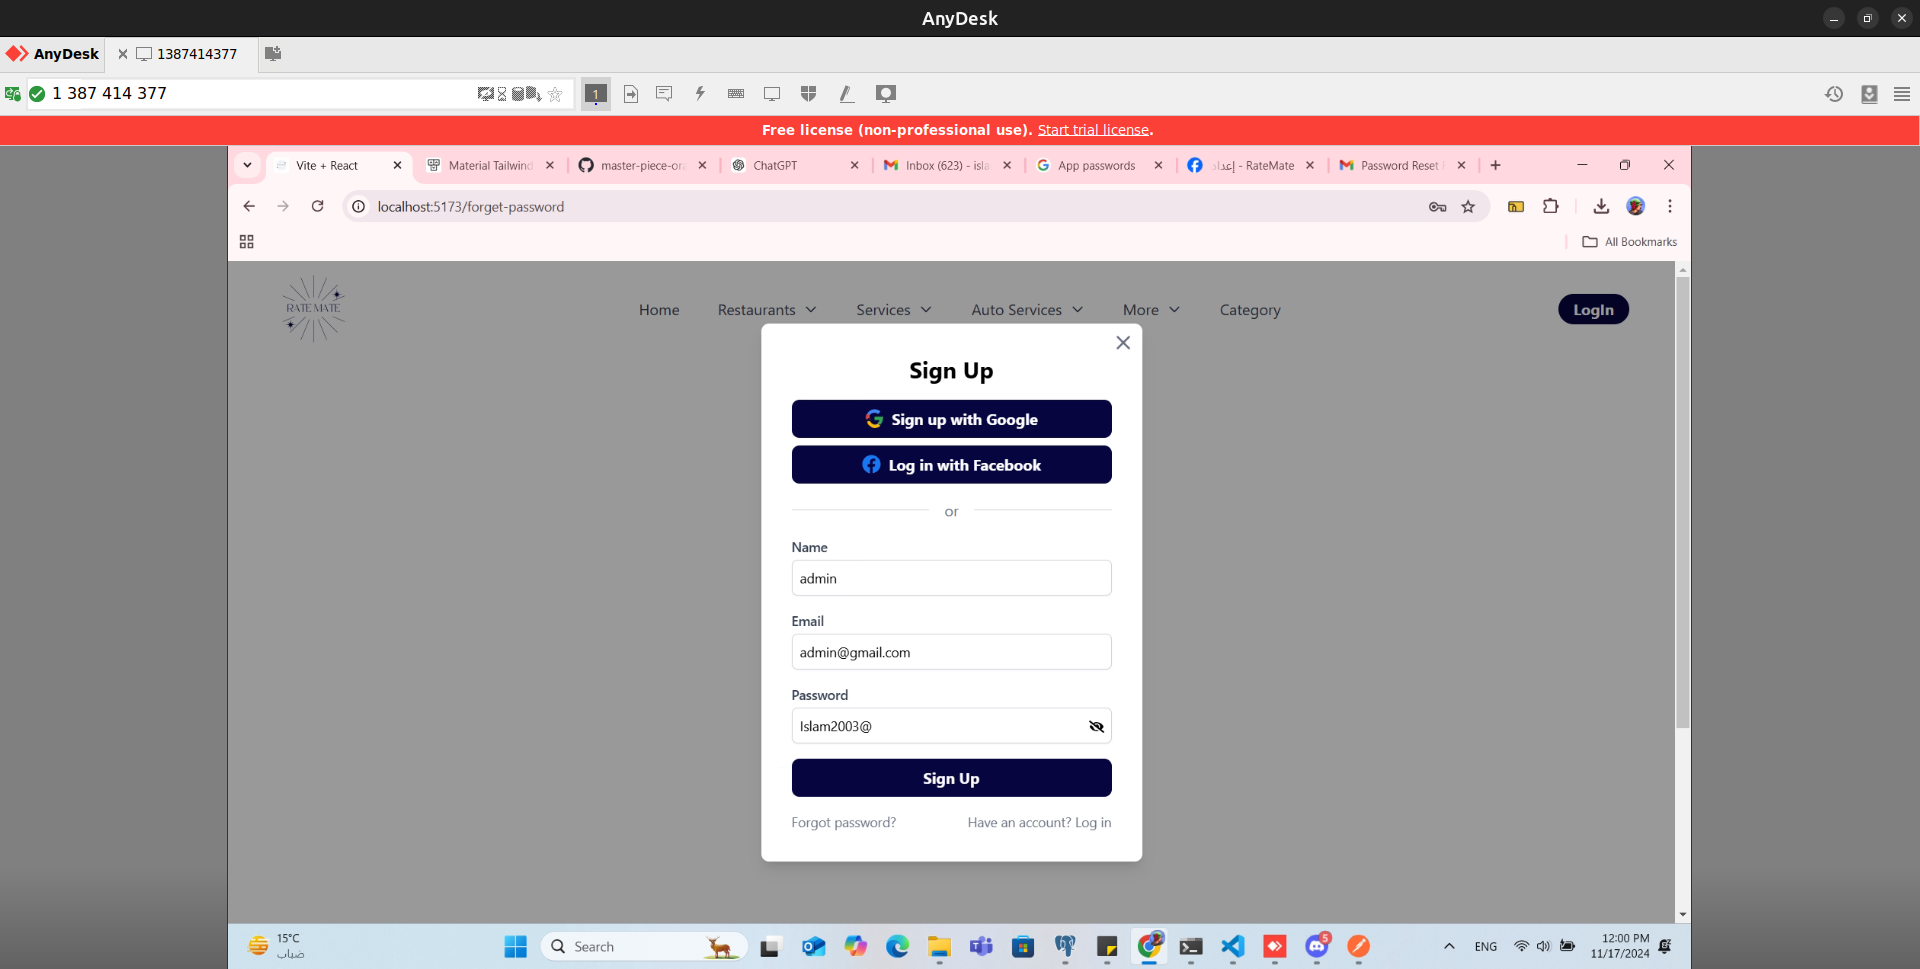 AnyDesk
AnyDesk
1387414377
1 387 414 377
1
Free license (non-professional use). Start trial license.
Vite + React
Material Tailwind
master-piece-or
ChatGPT
Inbox (623) - isla
App passwords
إعداد - RateMate
Password Reset
localhost:5173/forget-password
All Bookmarks
RATE MATE
Home
Restaurants
Services
Auto Services
More
Category
LogIn
Sign Up
Sign up with Google
Log in with Facebook
or
Name
admin
Email
admin@gmail.com
Password
Islam2003@
Sign Up
Forgot password?
Have an account? Log in
15°C
ضباب
Search
5
ENG
12:00 PM
11/17/2024